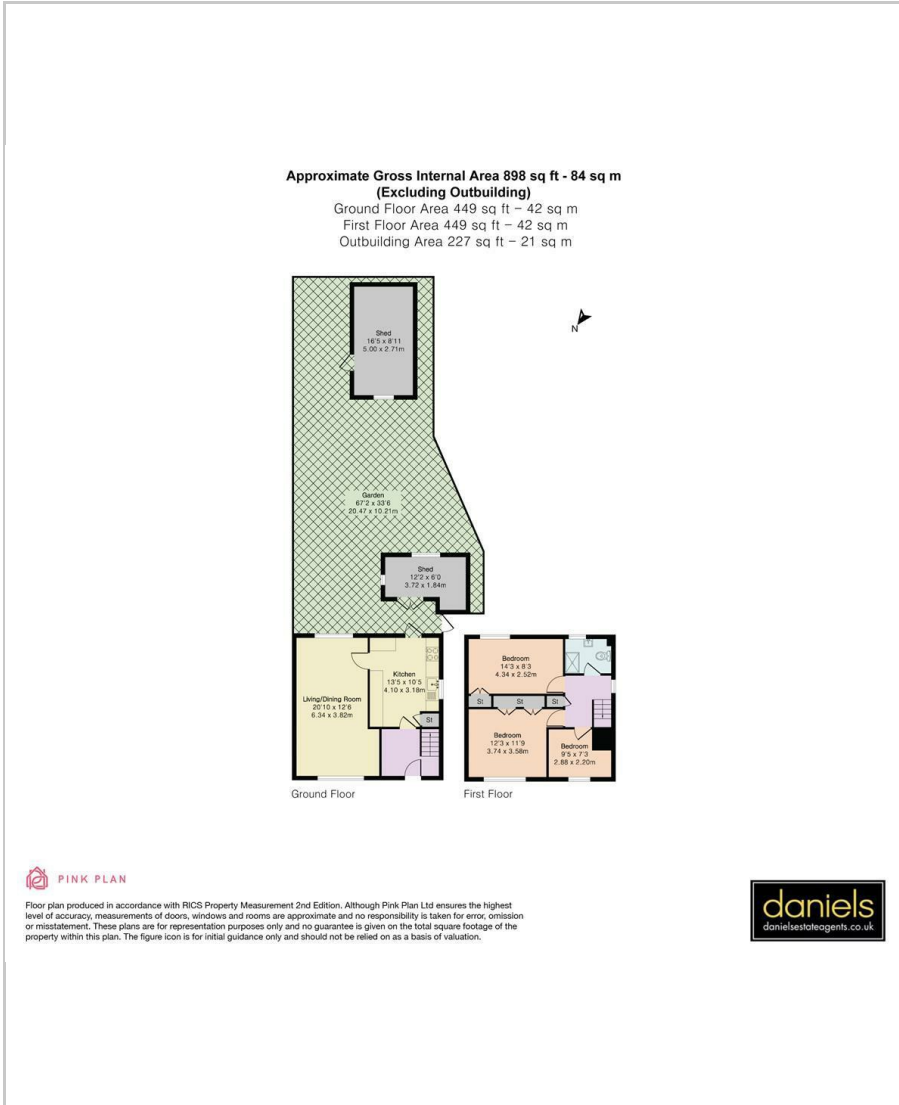 Approximate Gross Internal Area 898 sq ft - 84 sq m
(Excluding Outbuilding)
Ground Floor Area 449 sq ft – 42 sq m
First Floor Area 449 sq ft – 42 sq m
Outbuilding Area 227 sq ft – 21 sq m
Shed
16'5 x 8'11
5.00 x 2.71m
N
Garden
67'2 x 33'6
20.47 x 10.21m
Shed
12'2 x 6'0
3.72 x 1.84m
Living/Dining Room
20'10 x 12'6
6.34 x 3.82m
Kitchen
13'5 x 10'5
4.10 x 3.18m
St
Ground Floor
Bedroom
14'3 x 8'3
4.34 x 2.52m
St
St
St
Bedroom
12'3 x 11'9
3.74 x 3.58m
Bedroom
9'5 x 7'3
2.88 x 2.20m
First Floor
PINK PLAN
Floor plan produced in accordance with RICS Property Measurement 2nd Edition. Although Pink Plan Ltd ensures the highest
level of accuracy, measurements of doors, windows and rooms are approximate and no responsibility is taken for error, omission
or misstatement. These plans are for representation purposes only and no guarantee is given on the total square footage of the
property within this plan. The figure icon is for initial guidance only and should not be relied on as a basis of valuation.
daniels
danielsestateagents.co.uk